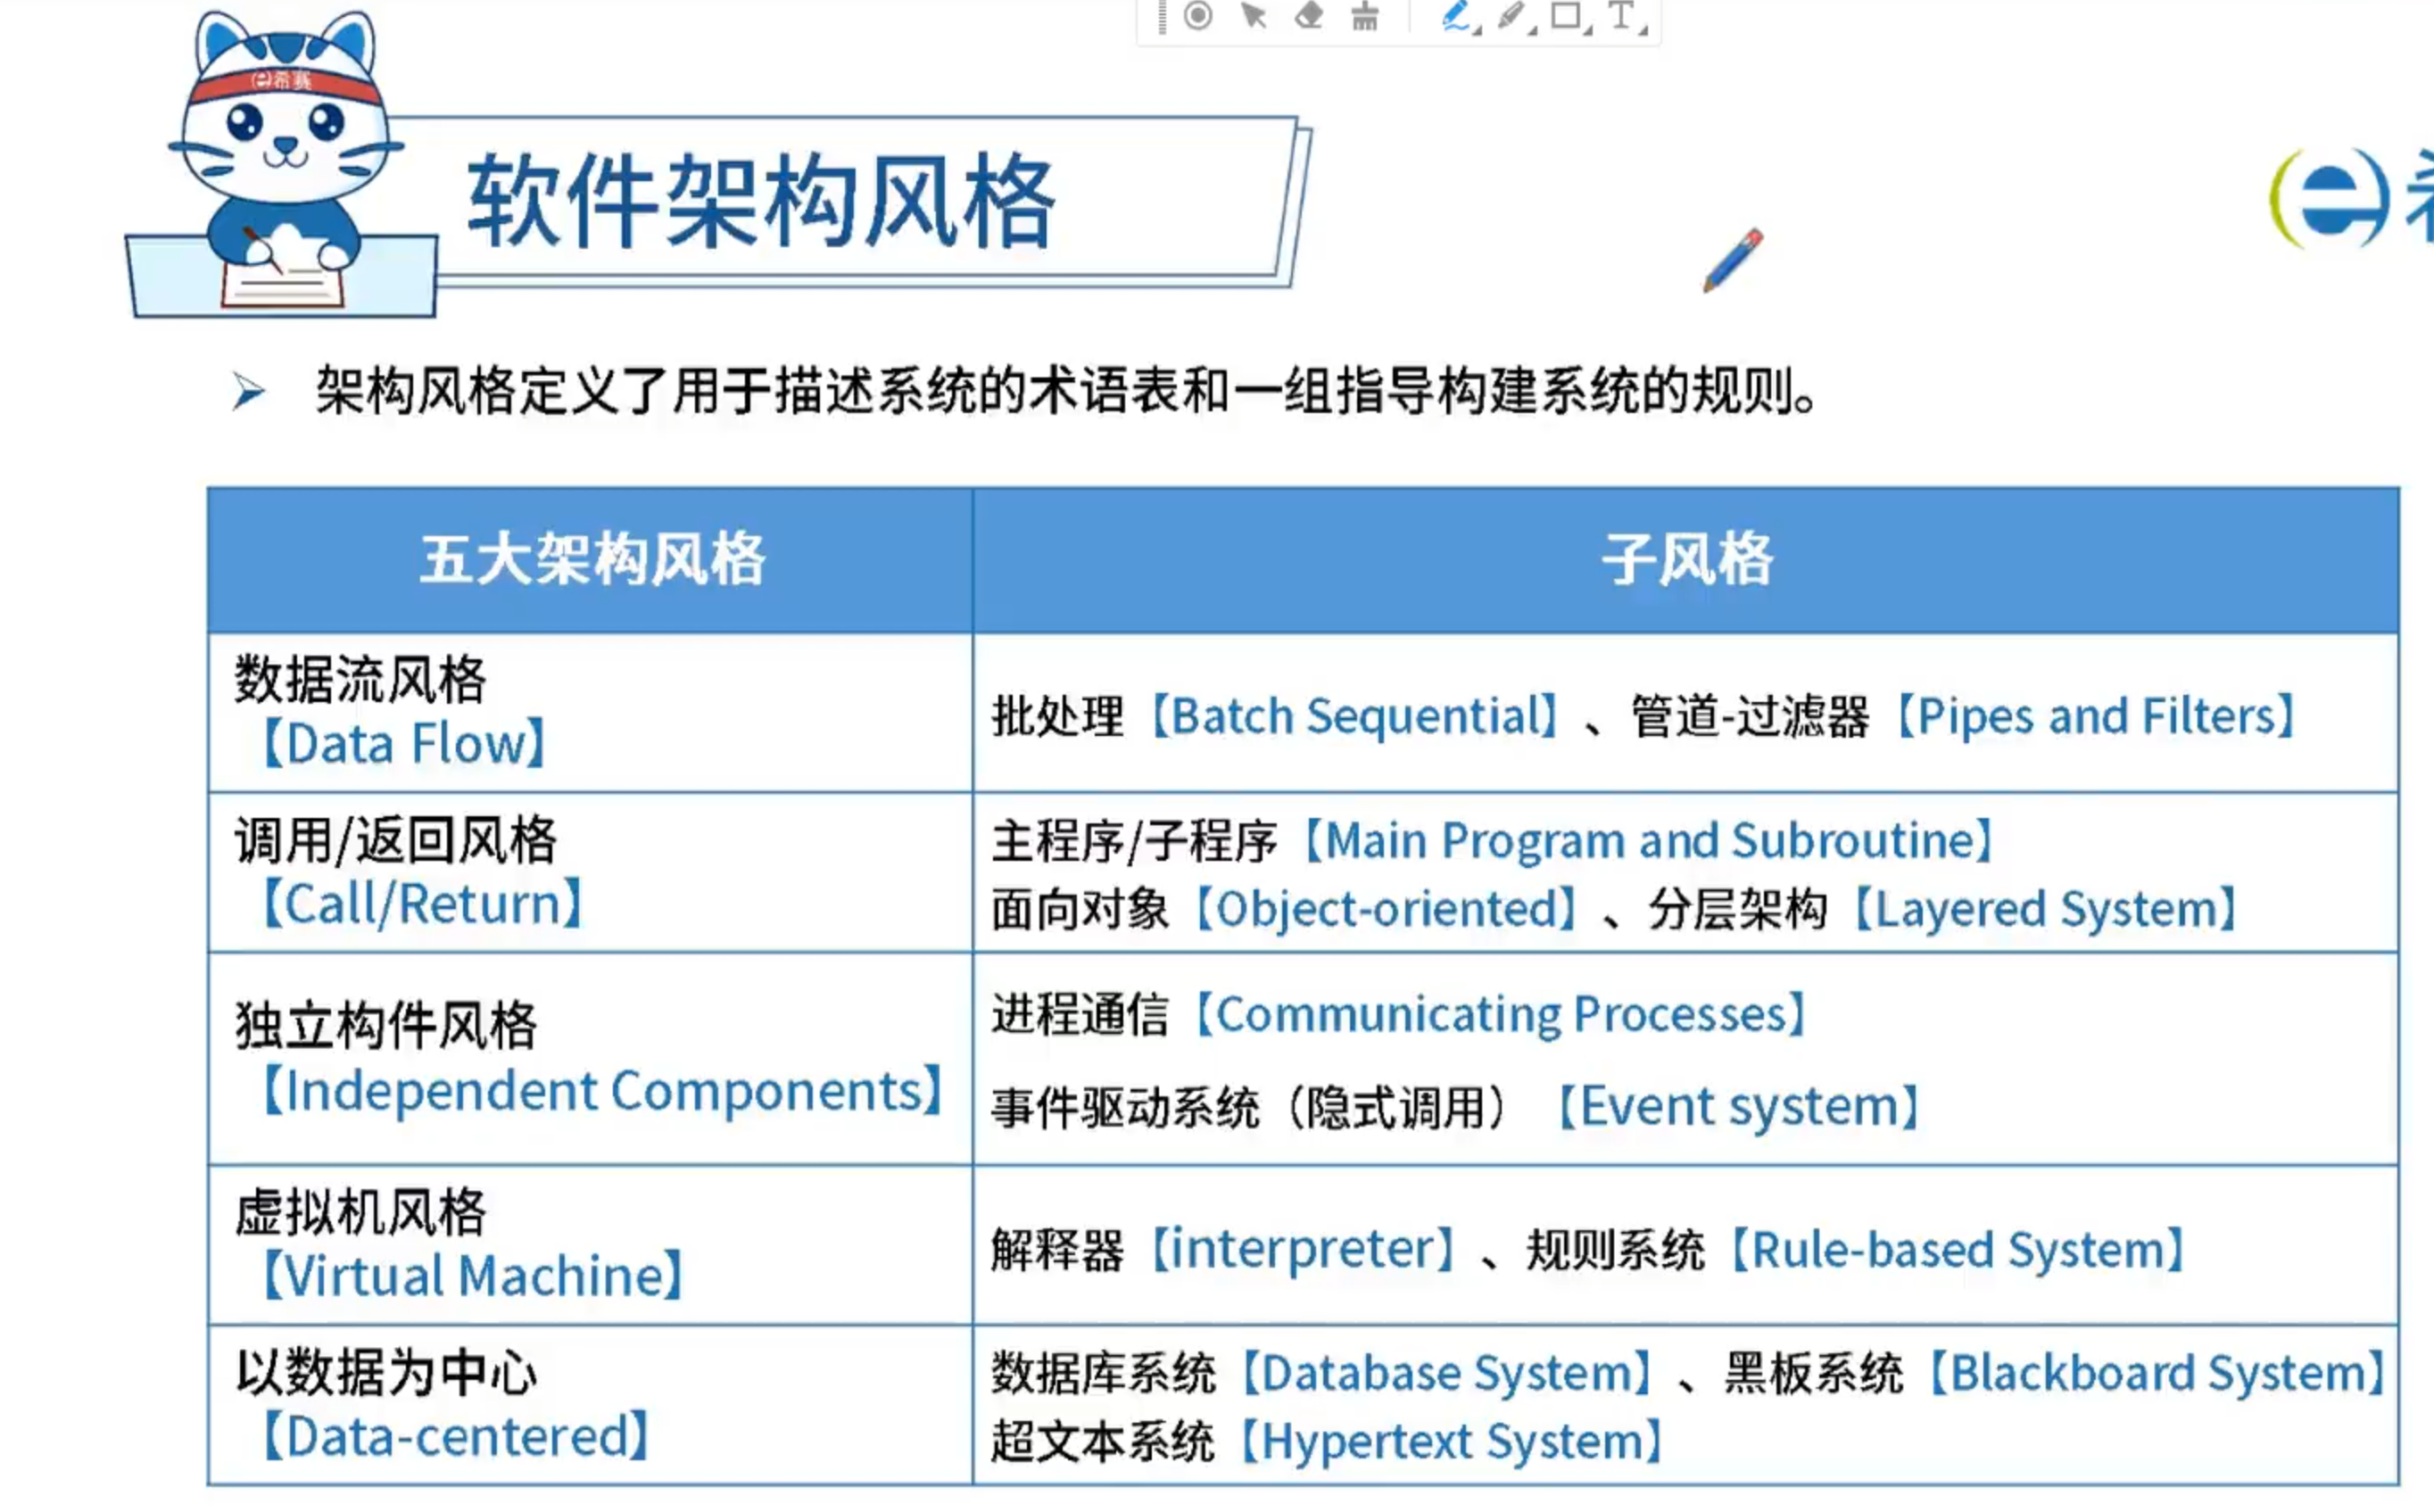 希赛
软件架构风格
架构风格定义了用于描述系统的术语表和一组指导构建系统的规则。
五大架构风格
子风格
数据流风格
【Data Flow】
批处理【Batch Sequential】、管道-过滤器【Pipes and Filters】
调用/返回风格
【Call/Return】
主程序/子程序【Main Program and Subroutine】
面向对象【Object-oriented】、分层架构【Layered System】
独立构件风格
【Independent Components】
进程通信【Communicating Processes】
事件驱动系统（隐式调用）【Event system】
虚拟机风格
【Virtual Machine】
解释器【interpreter】、规则系统【Rule-based System】
以数据为中心
【Data-centered】
数据库系统【Database System】、黑板系统【Blackboard System】
超文本系统【Hypertext System】